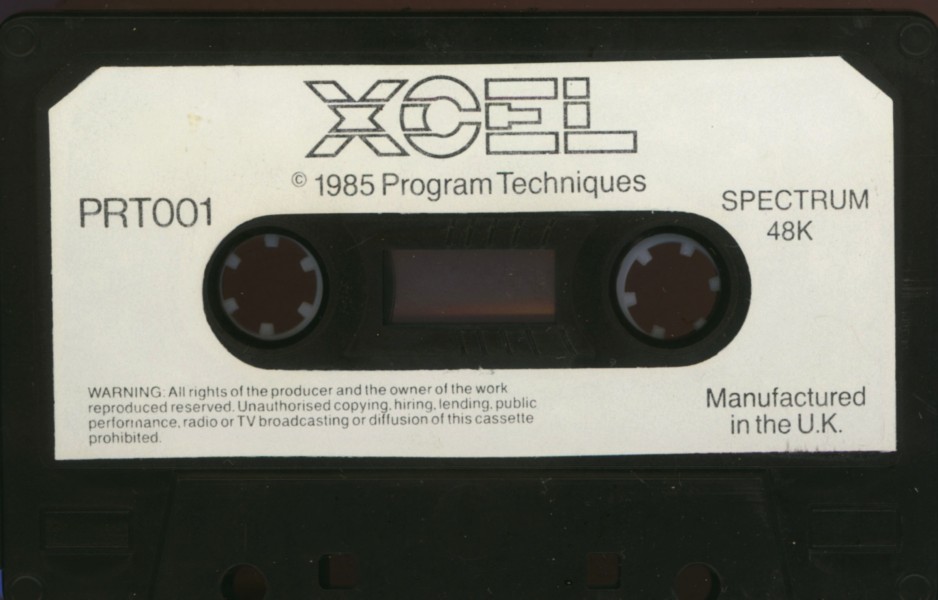 XCEL
© 1985 Program Techniques
PRT001
SPECTRUM
48K
WARNING: All rights of the producer and the owner of the work
reproduced reserved. Unauthorised copying, hiring, lending, public
performance, radio or TV broadcasting or diffusion of this cassette
prohibited.
Manufactured
in the U.K.